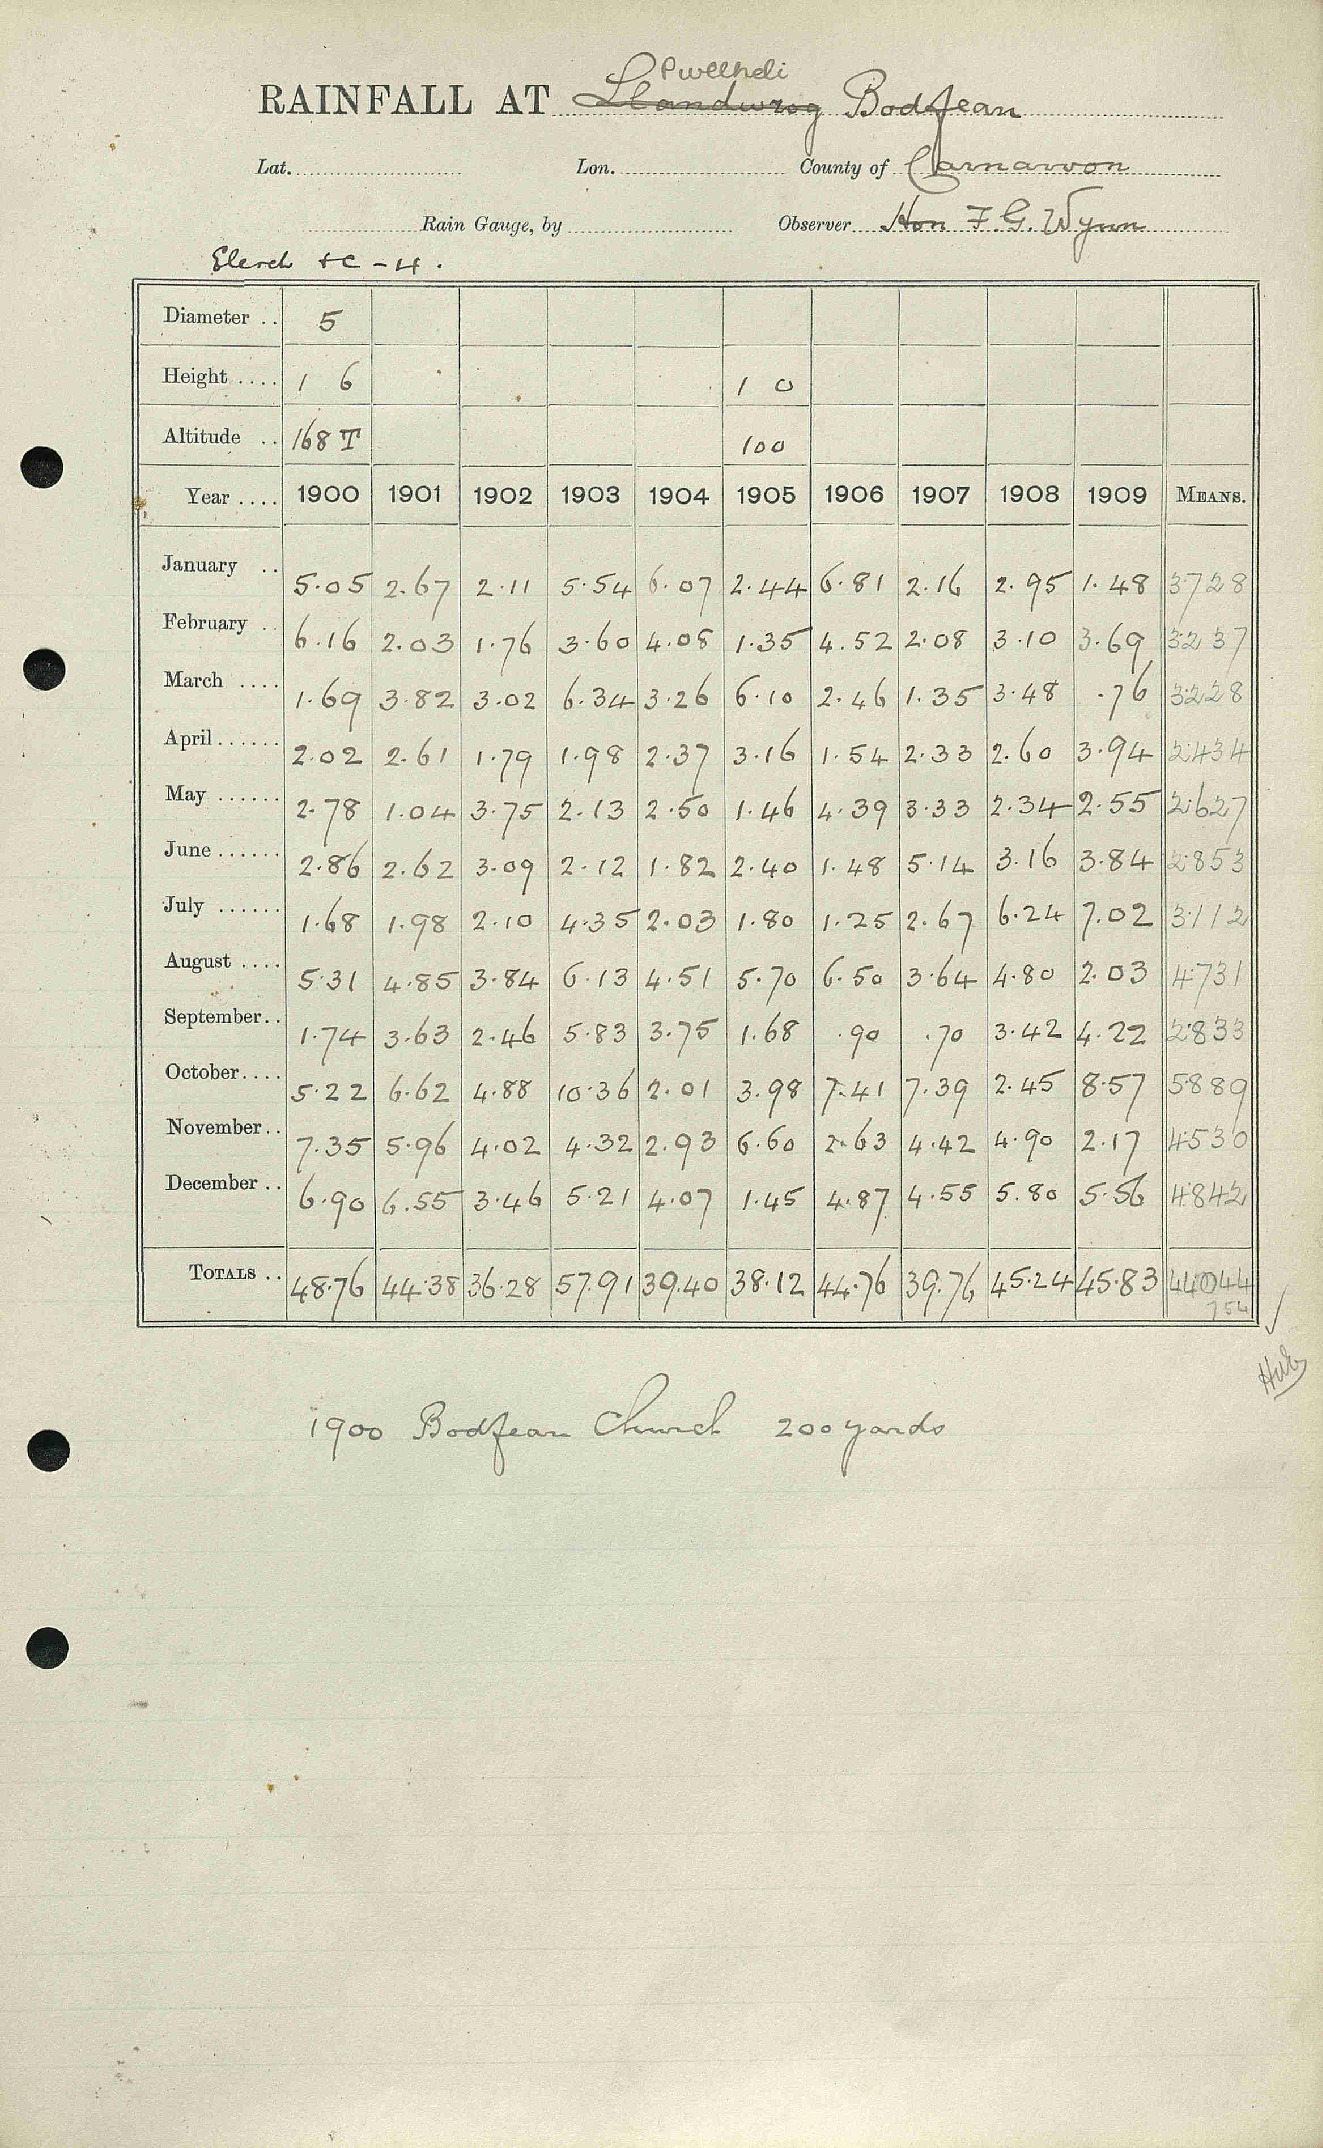 Pwllheli
RAINFALL AT Llandwrog Bodfean
Lat. Lon. County of Carnarvon
Rain Gauge, by Observer Hon F. G. Wynn
+c - 4.
Diameter .. 5
Height .... 1 6 1 0
Altitude .. 168 T 100
Year .... 1900 1901 1902 1903 1904 1905 1906 1907 1908 1909 MEANS.
January .. 5.05 2.67 2.11 5.54 6.07 2.44 6.81 2.16 2.95 1.48 3728
February .. 6.16 2.03 1.76 3.60 4.08 1.35 4.52 2.08 3.10 3.69 3237
March .... 1.69 3.82 3.02 6.34 3.26 6.10 2.46 1.35 3.48 .76 3228
April ...... 2.02 2.61 1.79 1.98 2.37 3.16 1.54 2.33 2.60 3.94 2434
May ...... 2.78 1.04 3.75 2.13 2.50 1.46 4.39 3.33 2.34 2.55 2627
June ...... 2.86 2.62 3.09 2.12 1.82 2.40 1.48 5.14 3.16 3.84 2853
July ...... 1.68 1.98 2.10 4.35 2.03 1.80 1.25 2.67 6.24 7.02 3112
August .... 5.31 4.85 3.84 6.13 4.51 5.70 6.50 3.64 4.80 2.03 4731
September .. 1.74 3.63 2.46 5.83 3.75 1.68 .90 .70 3.42 4.22 2833
October .... 5.22 6.62 4.88 10.36 2.01 3.98 7.41 7.39 2.45 8.57 5889
November .. 7.35 5.96 4.02 4.32 2.93 6.60 2.63 4.42 4.90 2.17 4530
December .. 6.90 6.55 3.46 5.21 4.07 1.45 4.87 4.55 5.80 5.56 4842
TOTALS .. 48.76 44.38 36.28 57.91 39.40 38.12 44.76 39.76 45.24 45.83 44044
1900 Bodfean Church 200 yards